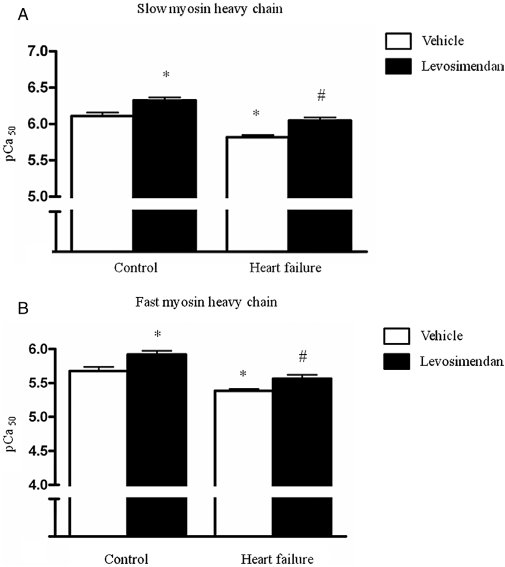 A
Slow myosin heavy chain
Vehicle
Levosimendan
pCa 50
7.0
6.5
6.0
5.5
5.0
*
*
#
Control
Heart failure
B
Fast myosin heavy chain
Vehicle
Levosimendan
pCa 50
6.0
5.5
5.0
4.5
4.0
*
*
#
Control
Heart failure